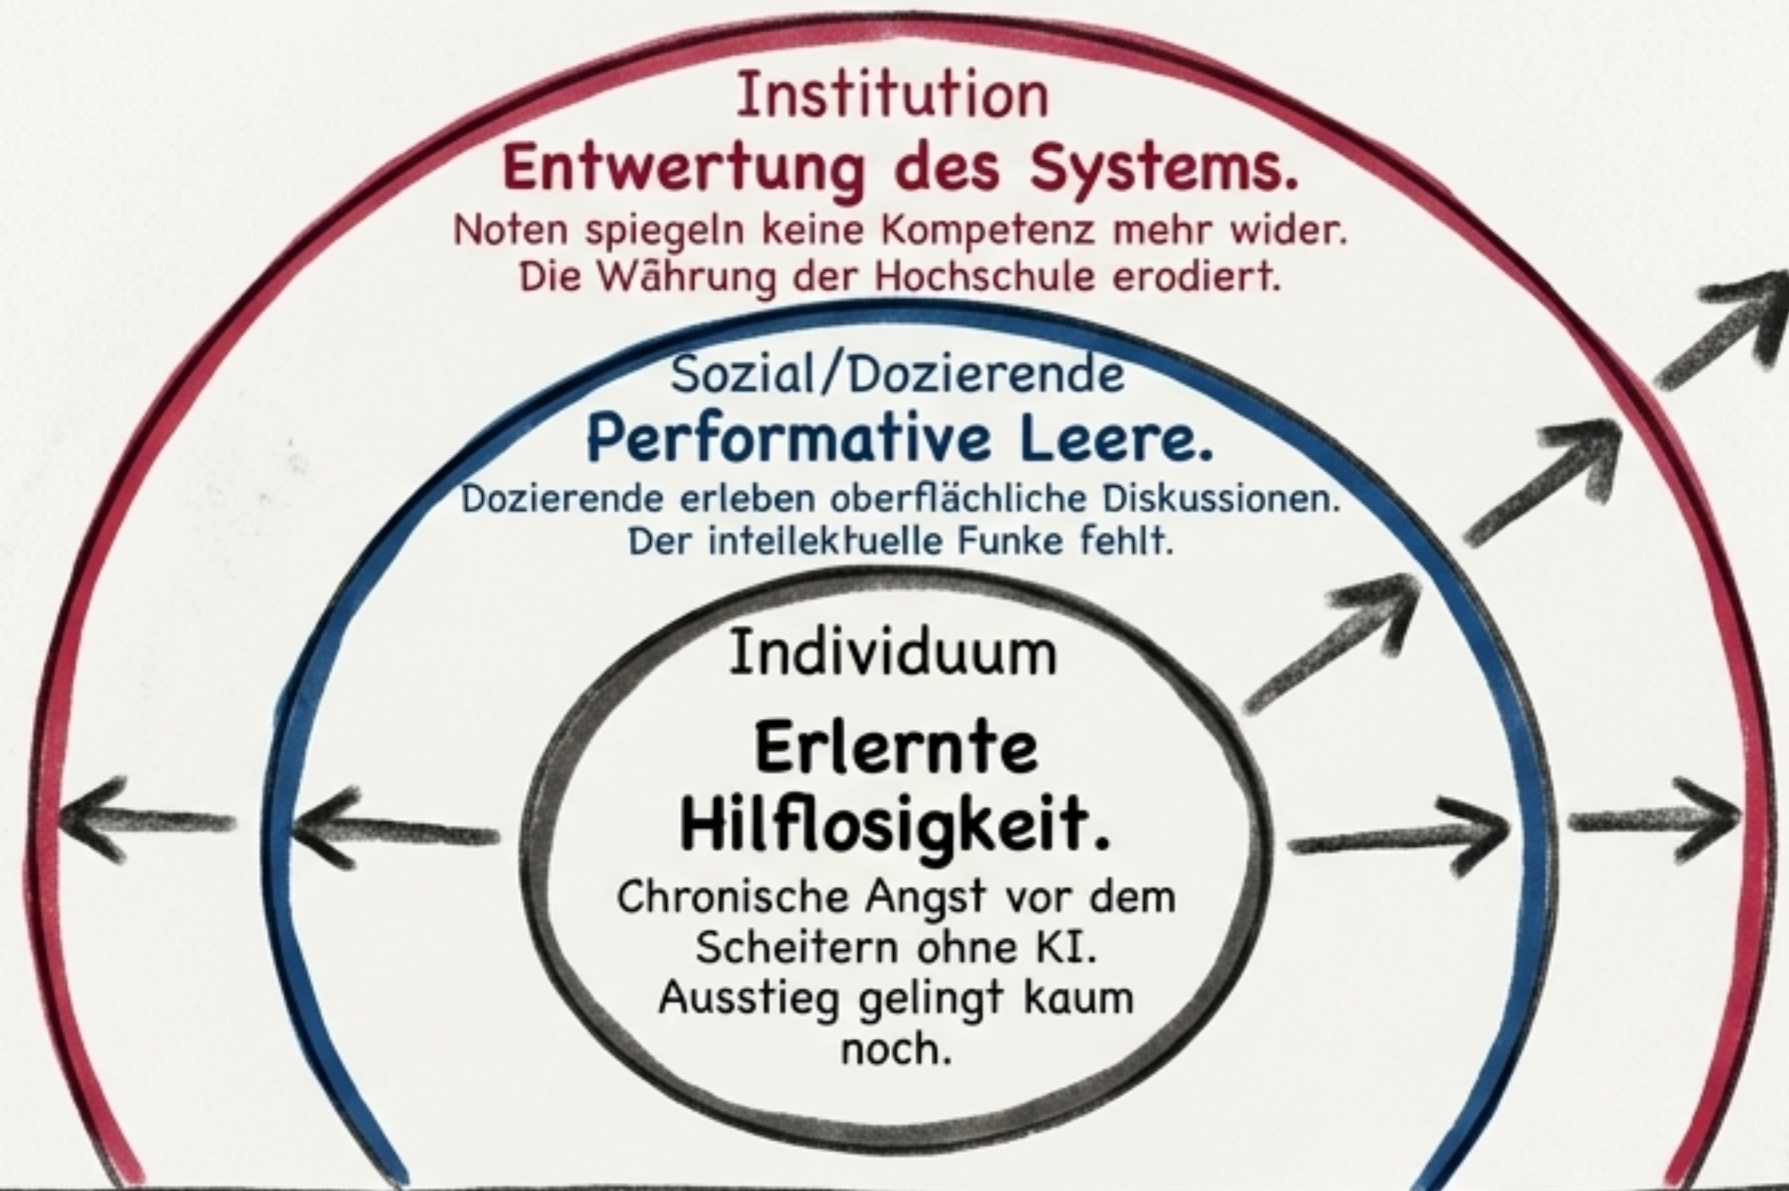 Institution
Entwertung des Systems.
Noten spiegeln keine Kompetenz mehr wider.
Die Wãhrung der Hochschule erodiert.
Sozial/Dozierende
Performative Leere.
Dozierende erleben oberflächliche Diskussionen.
Der inteilektuelle Funke fehlt.
Individuum
Erlernte
Hilflosigkeit.
Chronische Angst vor dem
Scheitern ohne KI.
Ausstieg gelingt kaum
noch.